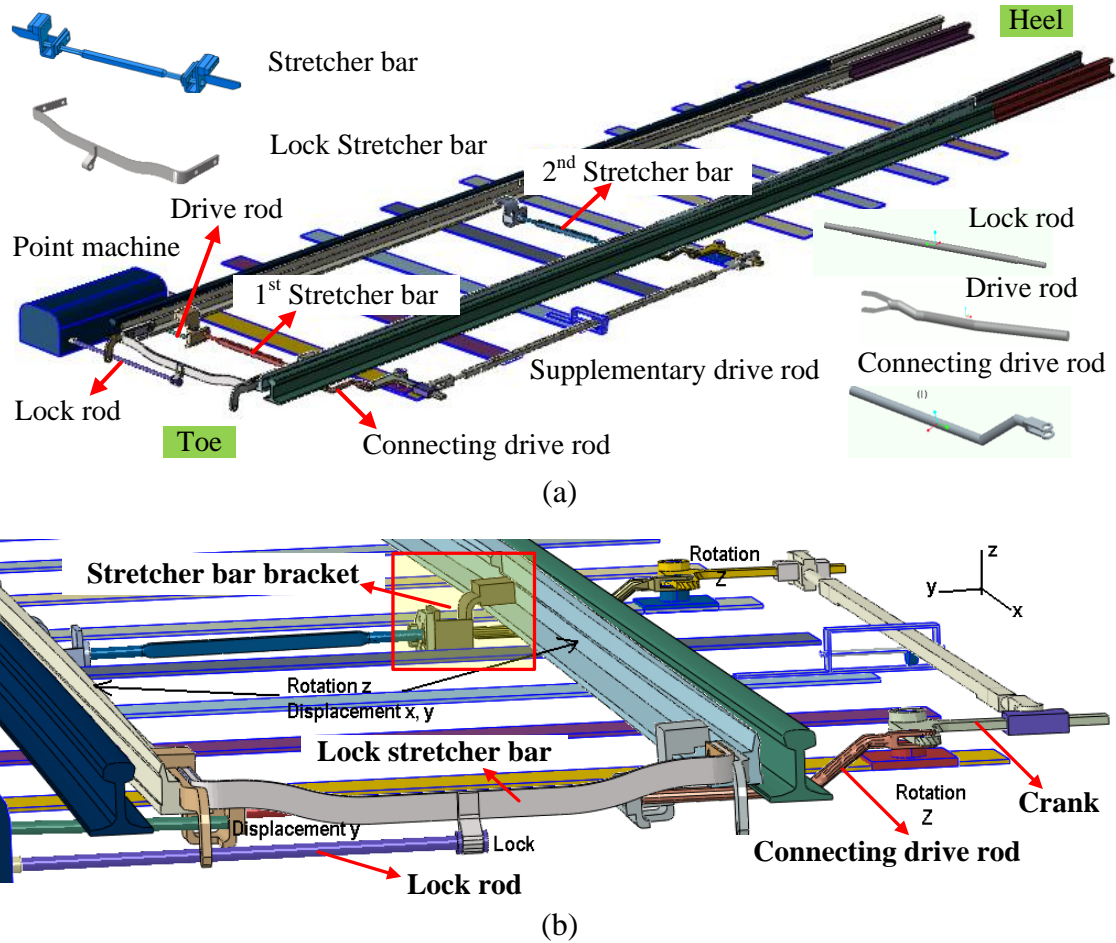 Heel
Stretcher bar
Lock Stretcher bar
2nd Stretcher bar
Drive rod
Lock rod
Point machine
Drive rod
1st Stretcher bar
Connecting drive rod
Supplementary drive rod
(I)
Lock rod
Toe
Connecting drive rod
(a)
Rotation
Z
z
y
x
Stretcher bar bracket
Rotation z
Displacement x, y
Lock stretcher bar
Rotation
Z
Crank
Displacement y
Lock
Connecting drive rod
Lock rod
(b)